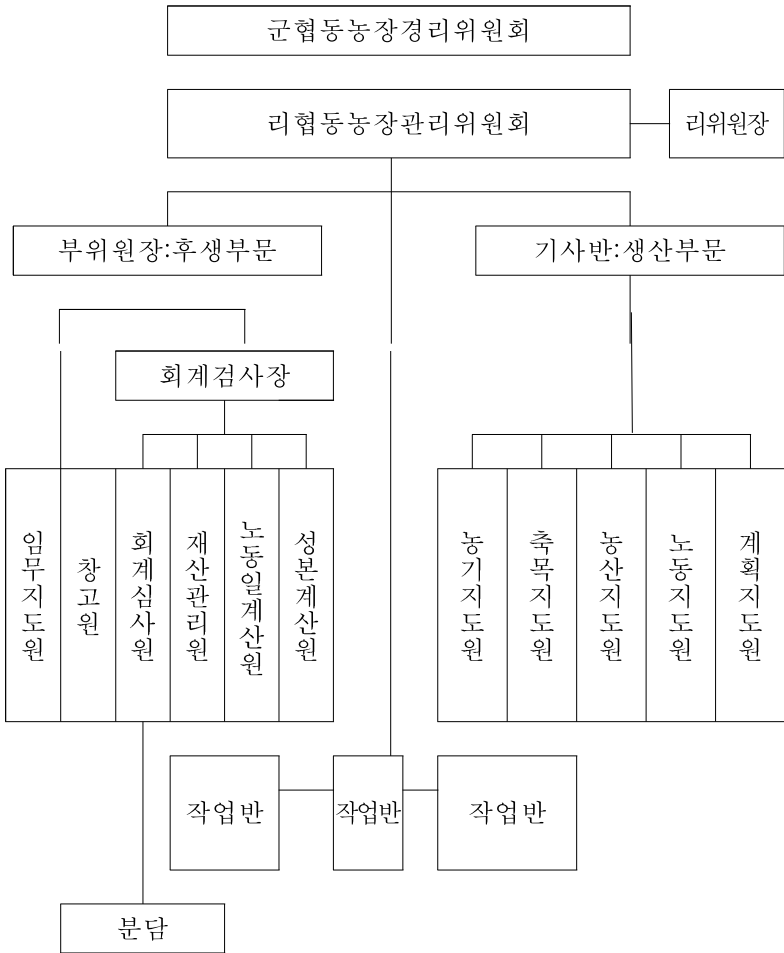 군협동농장경리위원회
리협동농장관리위원회
리위원장
부위원장:후생부문
기사반:생산부문
회계검사장
임무지도원
창고원
회계심사원
재산관리원
노동일계산원
성본계산원
농기지도원
축목지도원
농산지도원
노동지도원
계획지도원
작업반
작업반
작업반
분담